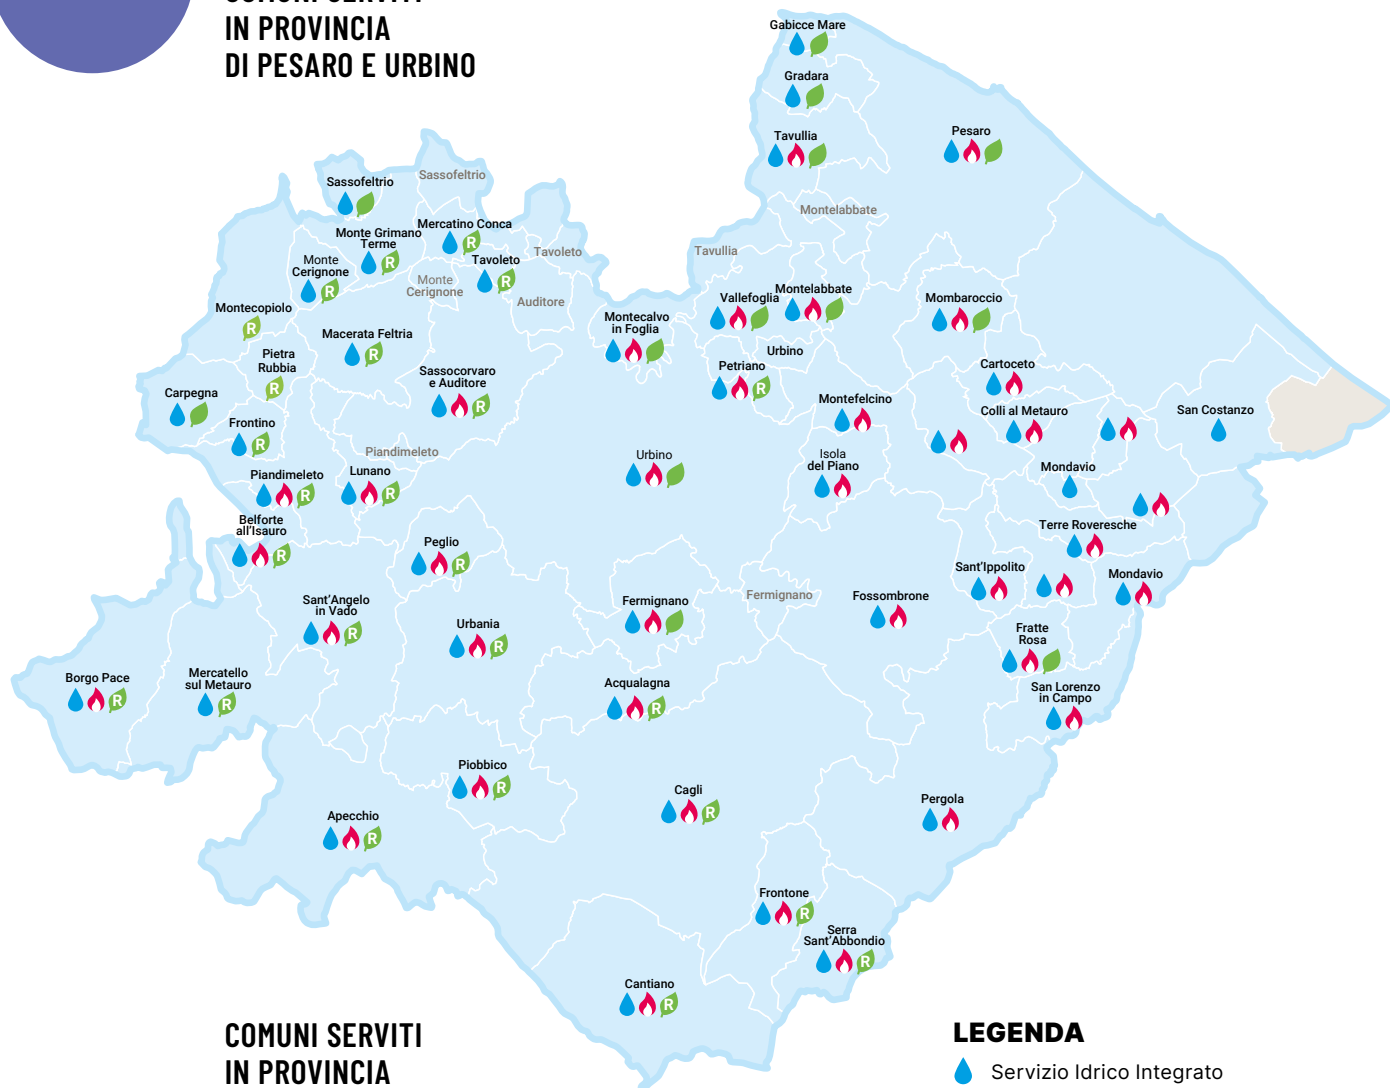 COMUNI SERVITI
IN PROVINCIA
DI PESARO E URBINO
Gabicce Mare
Gradara
Tavullia
Pesaro
Sassofeltrio
Sassofeltrio
Montelabbate
Mercatino Conca
Monte Grimano
Terme
Tavoleto
Tavullia
Monte
Cerignone
Tavoleto
Monte
Cerignone
Auditore
Montecopiolo
Vallefoglia
Montelabbate
Mombaroccio
Montecalvo
in Foglia
Macerata Feltria
Pietra
Rubbia
Urbino
Petriano
Cartoceto
Sassocorvaro
e Auditore
Carpegna
Montefelcino
Colli al Metauro
San Costanzo
Frontino
Piandimeleto
Urbino
Isola
del Piano
Mondavio
Piandimeleto
Lunano
Belforte
all'Isauro
Terre Roveresche
Peglio
Sant'Ippolito
Mondavio
Sant'Angelo
in Vado
Fermignano
Fermignano
Fossombrone
Urbania
Fratte
Rosa
Borgo Pace
Mercatello
sul Metauro
Acqualagna
San Lorenzo
in Campo
Piobbico
Cagli
Pergola
Apecchio
Frontone
Serra
Sant'Abbondio
Cantiano
COMUNI SERVITI
IN PROVINCIA
LEGENDA
Servizio Idrico Integrato